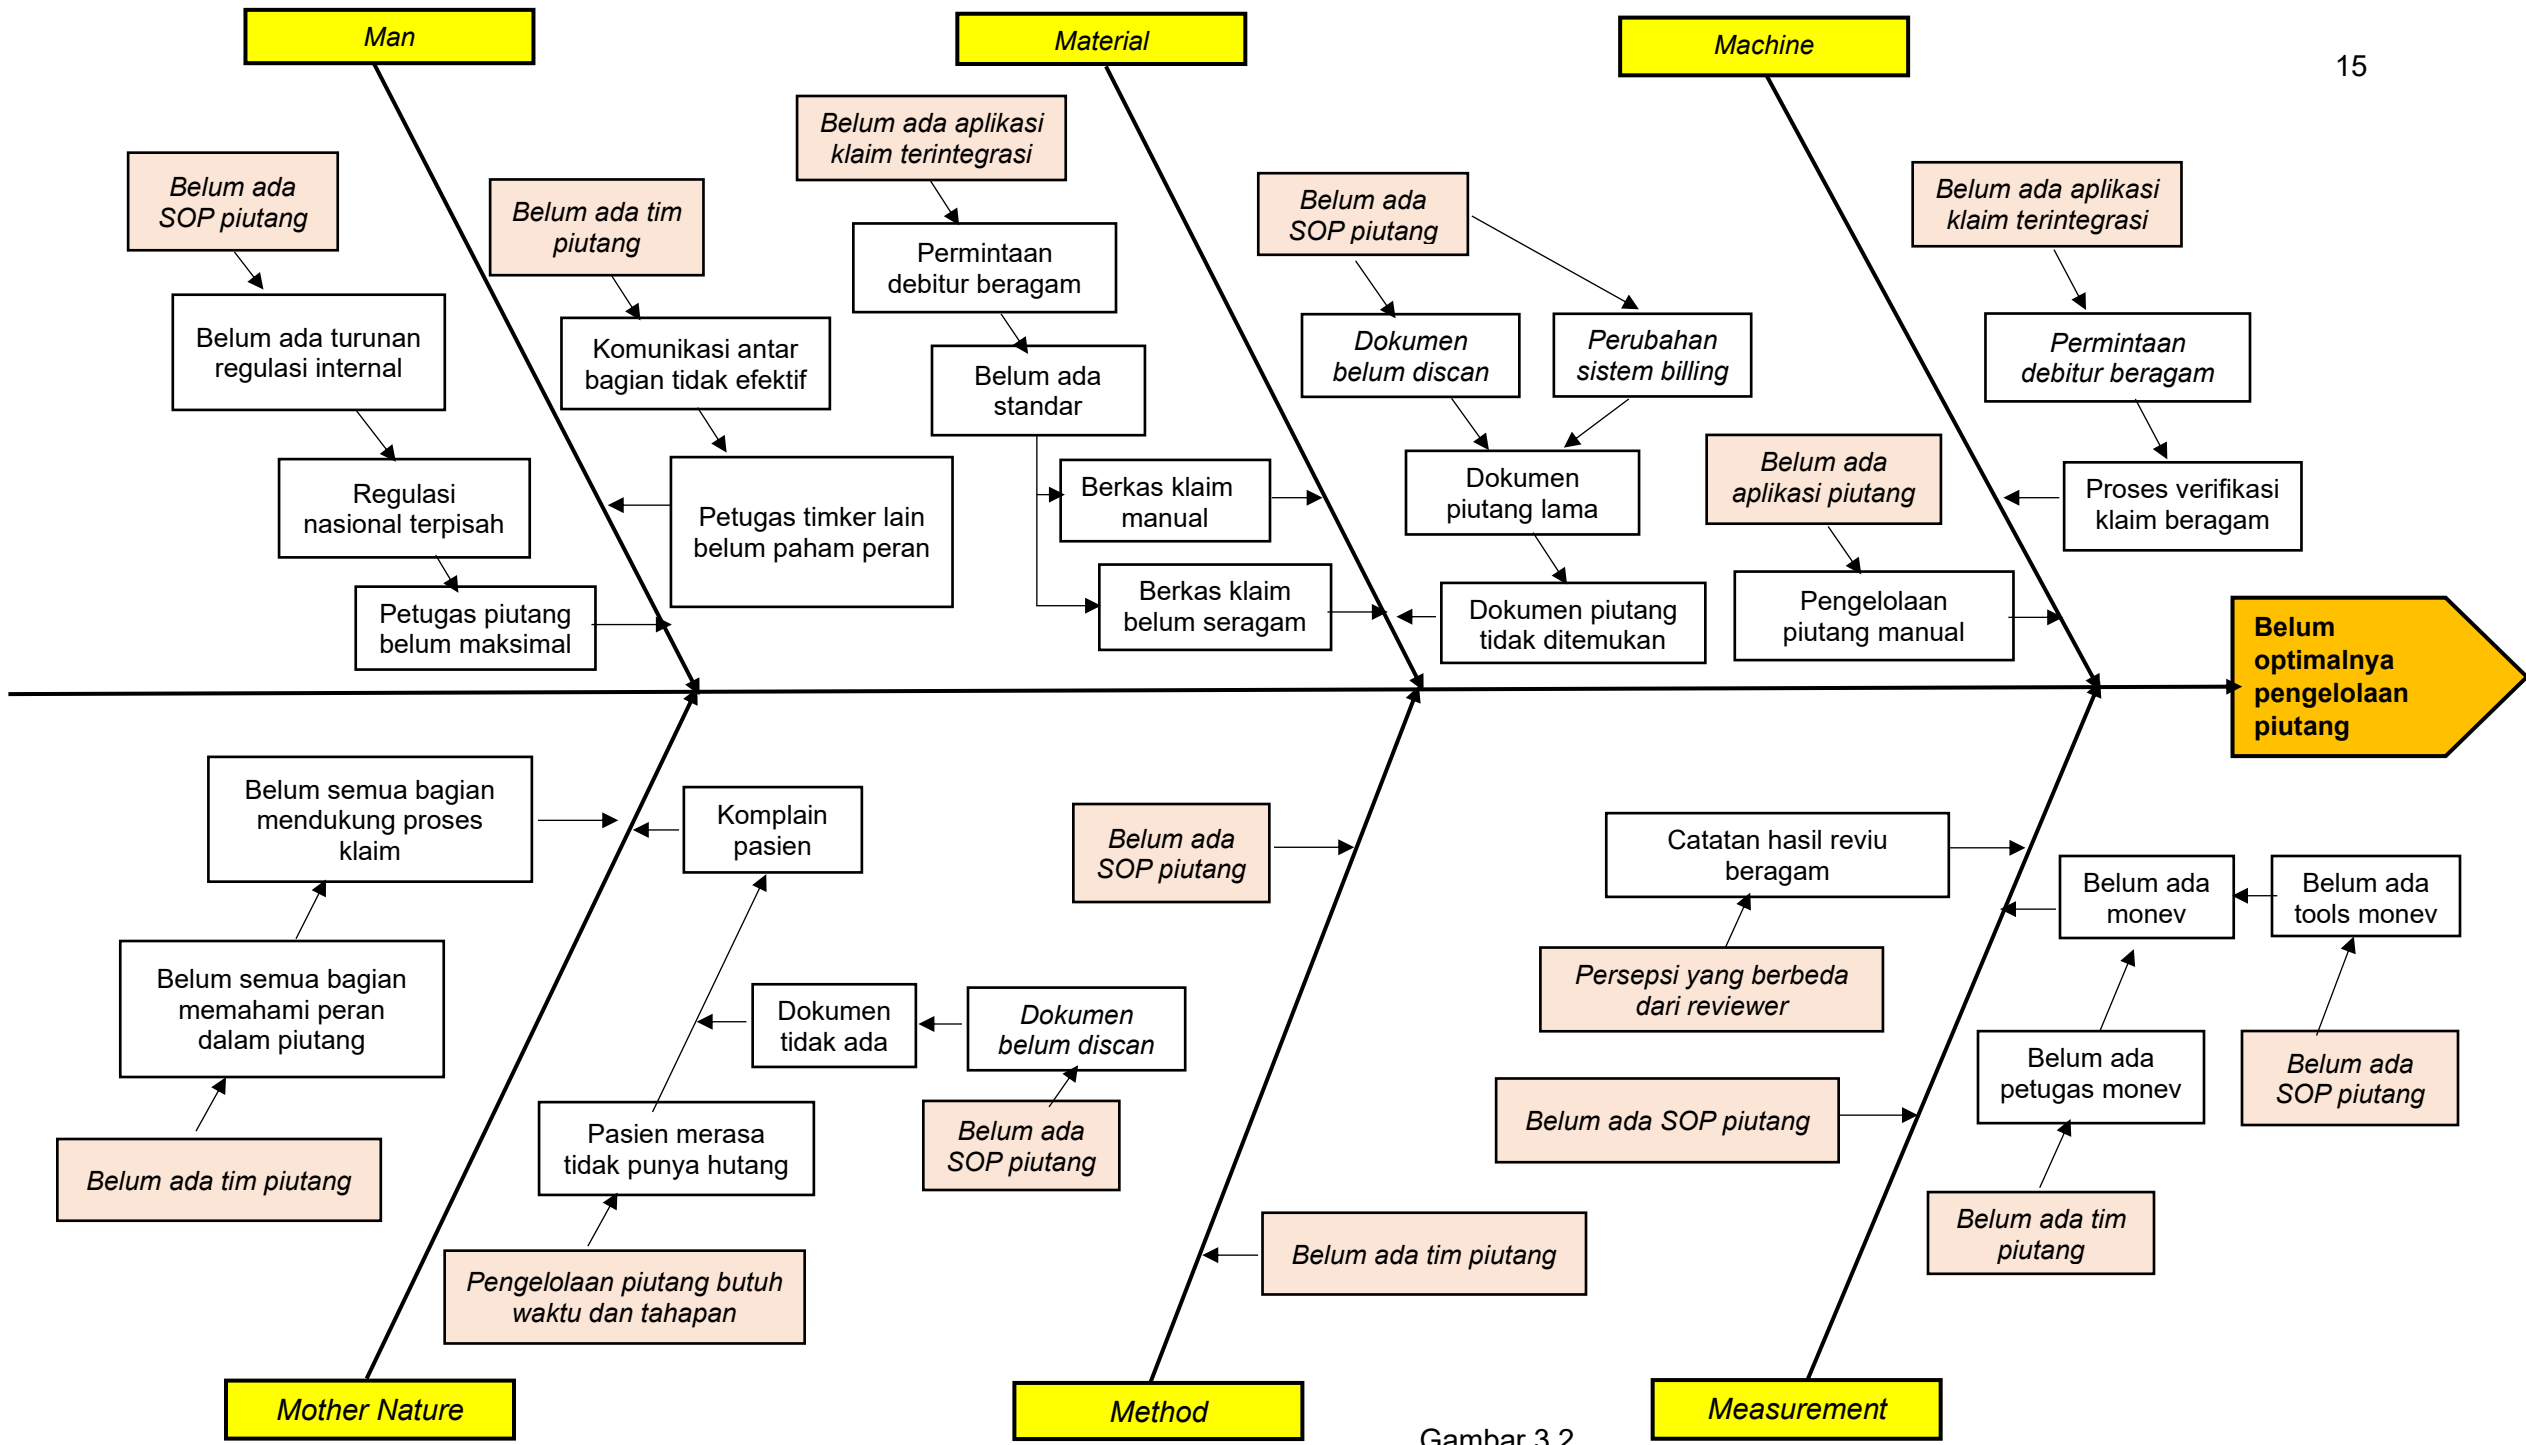 Man
Material
Machine
15
Belum ada
SOP piutang
Belum ada turunan
regulasi internal
Regulasi
nasional terpisah
Petugas piutang
belum maksimal
Belum ada tim
piutang
Komunikasi antar
bagian tidak efektif
Petugas timker lain
belum paham peran
Belum ada aplikasi
klaim terintegrasi
Permintaan
debitur beragam
Belum ada
standar
Berkas klaim
manual
Berkas klaim
belum seragam
Belum ada
SOP piutang
Dokumen
belum discan
Perubahan
sistem billing
Dokumen
piutang lama
Dokumen piutang
tidak ditemukan
Belum ada
aplikasi piutang
Pengelolaan
piutang manual
Belum ada aplikasi
klaim terintegrasi
Permintaan
debitur beragam
Proses verifikasi
klaim beragam
Belum
optimalnya
pengelolaan
piutang
Belum semua bagian
mendukung proses
klaim
Belum semua bagian
memahami peran
dalam piutang
Belum ada tim piutang
Komplain
pasien
Dokumen
tidak ada
Dokumen
belum discan
Belum ada
SOP piutang
Pasien merasa
tidak punya hutang
Pengelolaan piutang butuh
waktu dan tahapan
Belum ada
SOP piutang
Belum ada tim piutang
Catatan hasil reviu
beragam
Persepsi yang berbeda
dari reviewer
Belum ada SOP piutang
Belum ada
monev
Belum ada
tools monev
Belum ada
petugas monev
Belum ada
SOP piutang
Belum ada tim
piutang
Mother Nature
Method
Measurement
Gambar 3.2